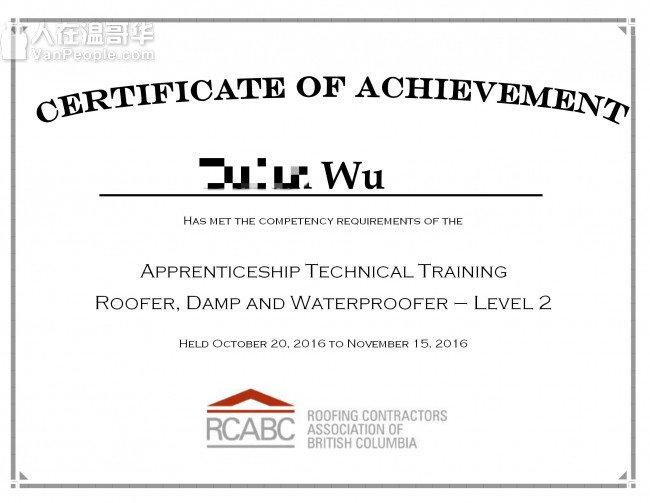 人在温哥华
VanPeople.com
CERTIFICATE OF ACHIEVEMENT
Wu
HAS MET THE COMPETENCY REQUIREMENTS OF THE
APPRENTICESHIP TECHNICAL TRAINING
ROOFER, DAMP AND WATERPROOFER – LEVEL 2
HELD OCTOBER 20, 2016 TO NOVEMBER 15, 2016
RCABC
ROOFING CONTRACTORS
ASSOCIATION OF
BRITISH COLUMBIA